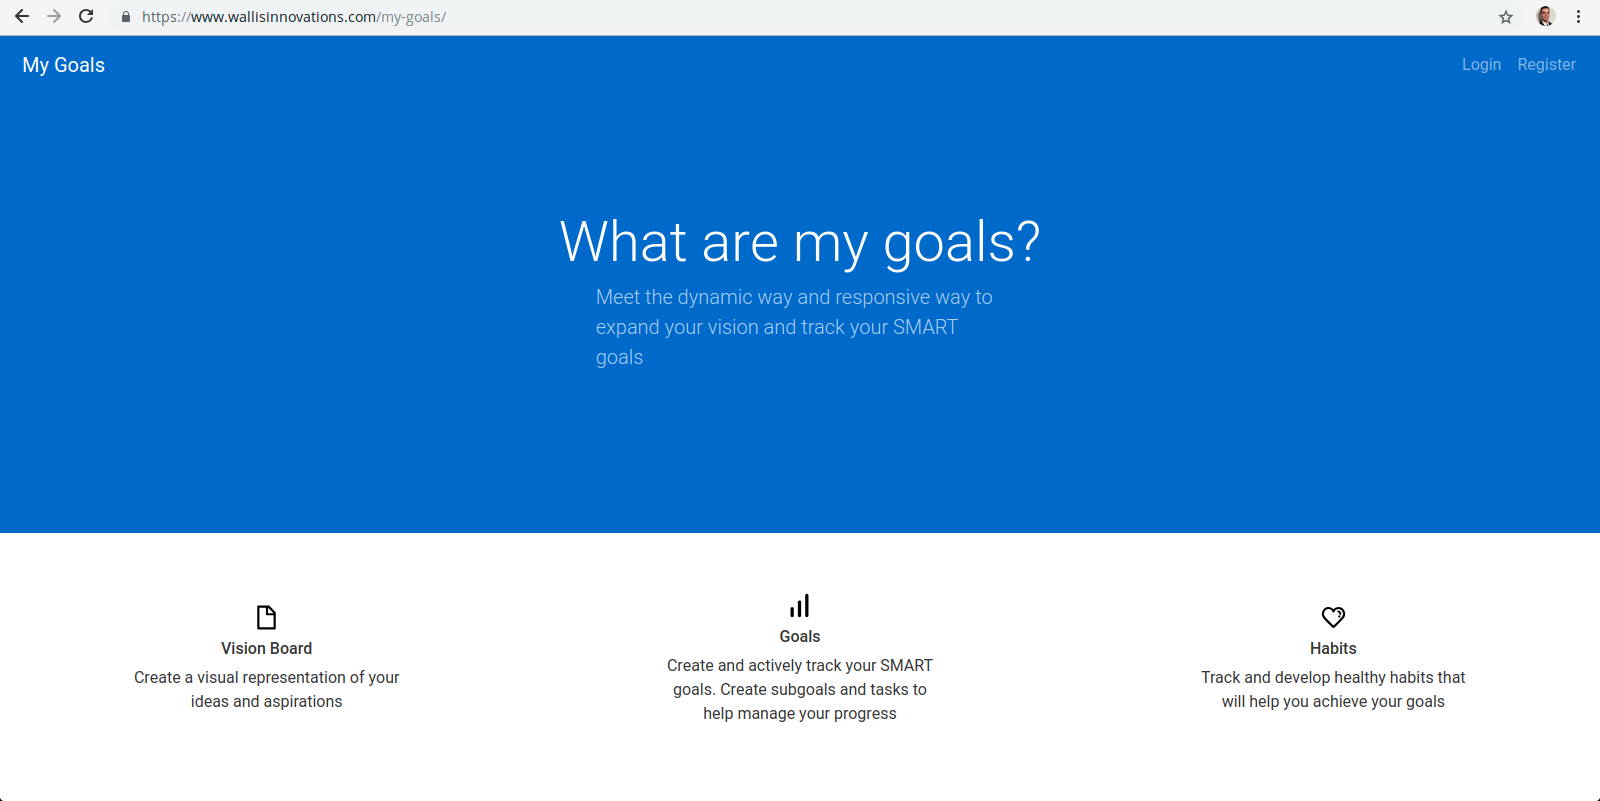 https://www.wallisinnovations.com/my-goals/
My Goals
Login Register
What are my goals?
Meet the dynamic way and responsive way to
expand your vision and track your SMART
goals
Vision Board
Create a visual representation of your
ideas and aspirations
Goals
Create and actively track your SMART
goals. Create subgoals and tasks to
help manage your progress
Habits
Track and develop healthy habits that
will help you achieve your goals